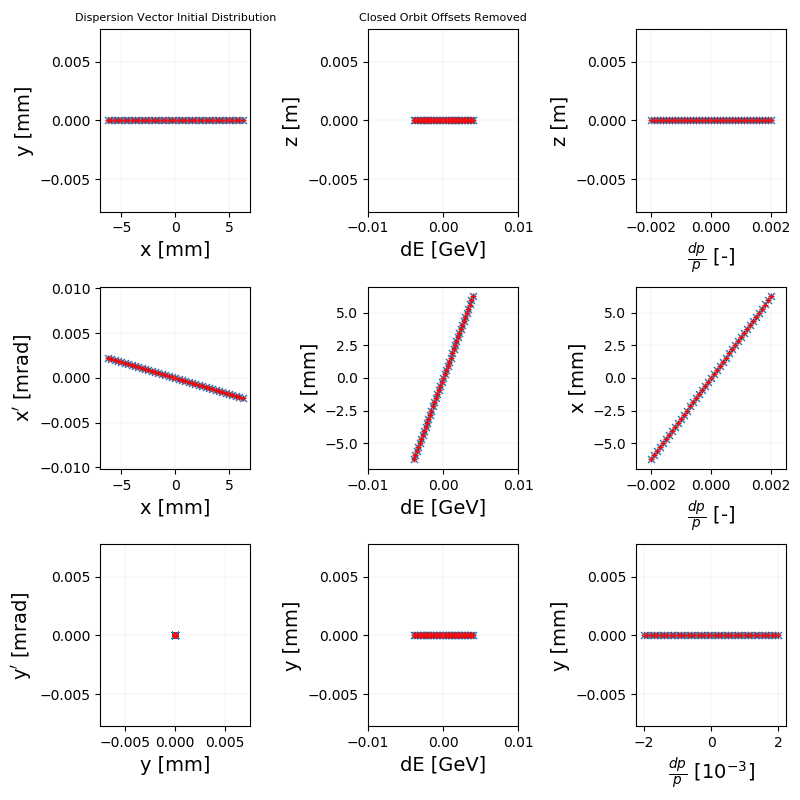 Dispersion Vector Initial Distribution
Closed Orbit Offsets Removed
0.005
0.000
−0.005
y [mm]
−5
0
5
x [mm]
z [m]
−0.01
0.00
0.01
dE [GeV]
0.005
0.000
−0.005
z [m]
−0.002
0.000
0.002
dp/p [-]
0.010
0.005
0.000
−0.005
−0.010
x′ [mrad]
−5
0
5
x [mm]
5.0
2.5
0.0
−2.5
−5.0
x [mm]
−0.01
0.00
0.01
dE [GeV]
5.0
2.5
0.0
−2.5
−5.0
x [mm]
−0.002
0.000
0.002
dp/p [-]
0.005
0.000
−0.005
y′ [mrad]
−0.005
0.000
0.005
y [mm]
0.005
0.000
−0.005
y [mm]
−0.01
0.00
0.01
dE [GeV]
0.005
0.000
−0.005
y [mm]
−2
0
2
dp/p [10⁻³]